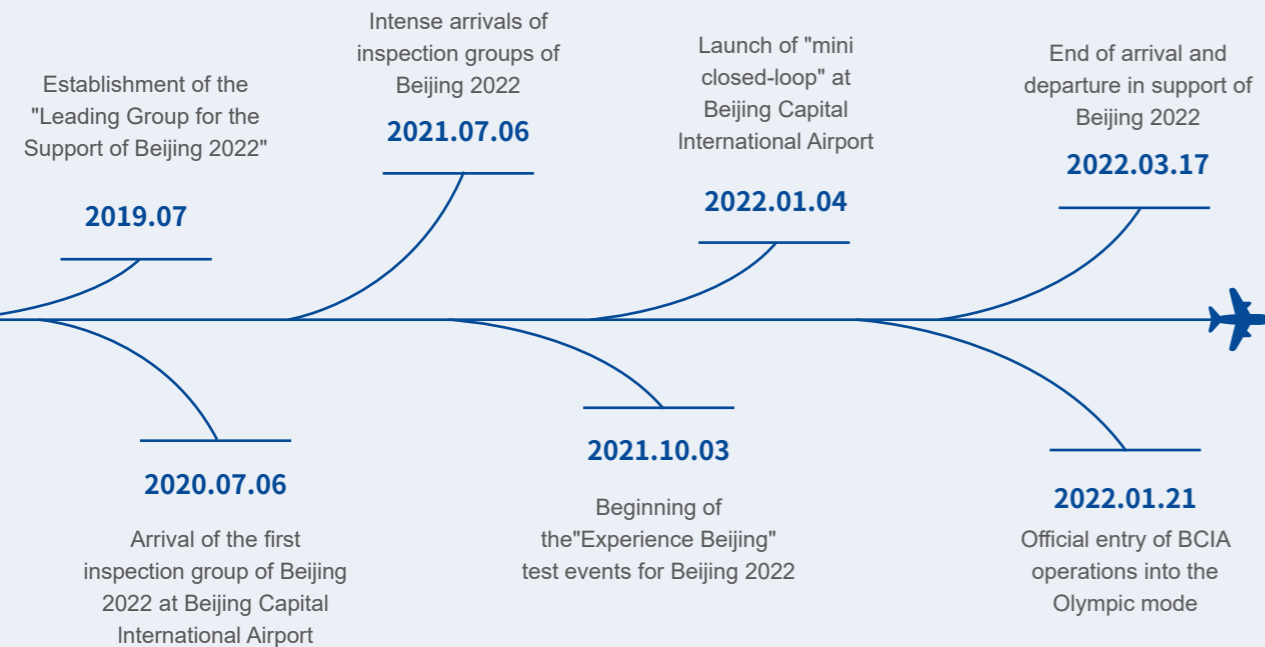 Establishment of the
"Leading Group for the
Support of Beijing 2022"
2019.07
2020.07.06
Arrival of the first
inspection group of Beijing
2022 at Beijing Capital
International Airport
Intense arrivals of
inspection groups of
Beijing 2022
2021.07.06
2021.10.03
Beginning of
the"Experience Beijing"
test events for Beijing 2022
Launch of "mini
closed-loop" at
Beijing Capital
International Airport
2022.01.04
2022.01.21
Official entry of BCIA
operations into the
Olympic mode
End of arrival and
departure in support of
Beijing 2022
2022.03.17